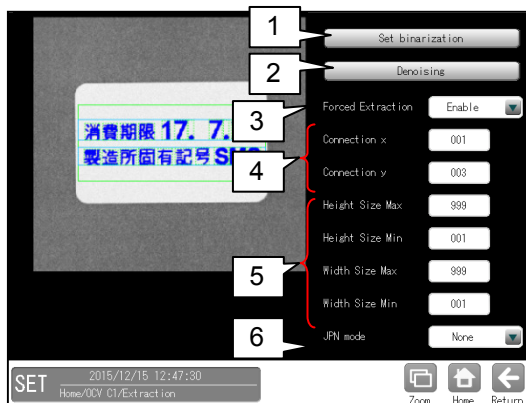 1
Set binarization
2
Denoising
3
Forced Extraction Enable
4
Connection x 001
Connection y 003
5
Height Size Max 999
Height Size Min 001
Width Size Max 999
Width Size Min 001
6
JPN mode None
消費期限 17. 7.
製造所固有記号
SET
2015/12/15 12:47:30
Home/OCV C1/Extraction
Zoom Home Return